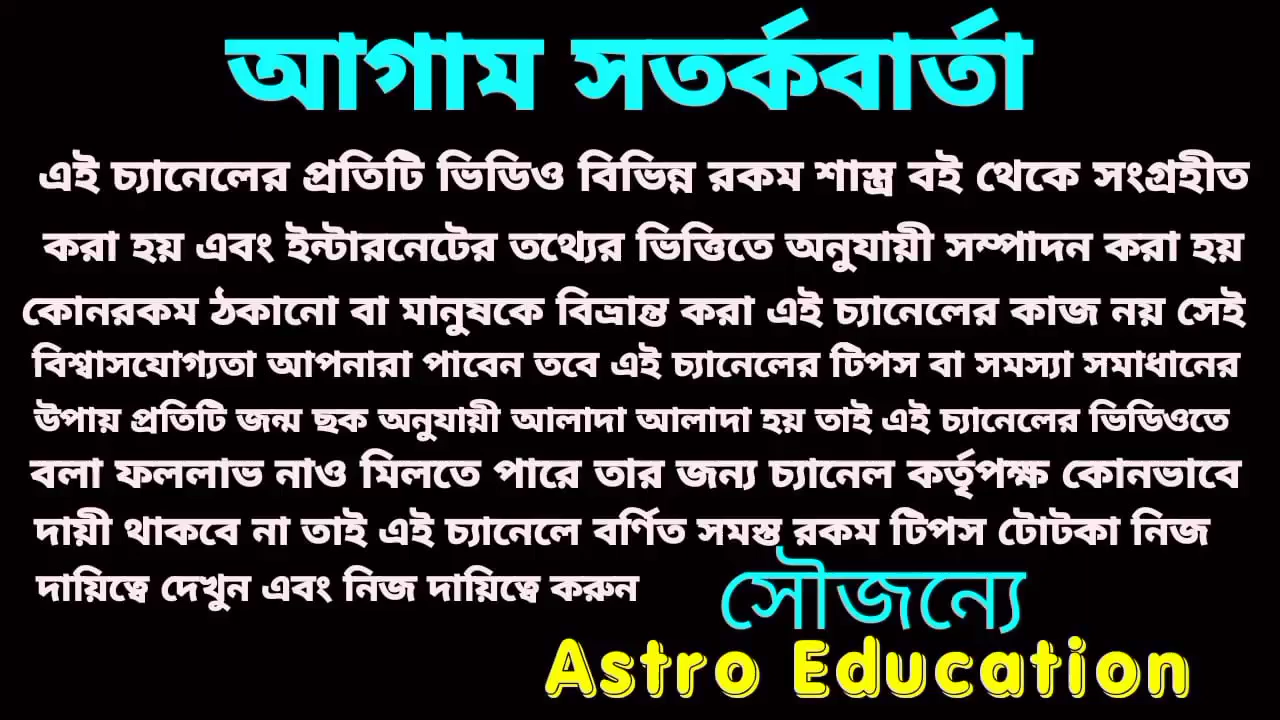 আগাম সতর্কবার্তা
এই চ্যানেলের প্রতিটি ভিডিও বিভিন্ন রকম শাস্ত্র বই থেকে সংগ্রহীত
করা হয় এবং ইন্টারনেটের তথ্যের ভিত্তিতে অনুযায়ী সম্পাদন করা হয়
কোনরকম ঠকানো বা মানুষকে বিভ্রান্ত করা এই চ্যানেলের কাজ নয় সেই
বিশ্বাসযোগ্যতা আপনারা পাবেন তবে এই চ্যানেলের টিপস বা সমস্যা সমাধানের
উপায় প্রতিটি জন্ম ছক অনুযায়ী আলাদা আলাদা হয় তাই এই চ্যানেলের ভিডিওতে
বলা ফললাভ নাও মিলতে পারে তার জন্য চ্যানেল কর্তৃপক্ষ কোনভাবে
দায়ী থাকবে না তাই এই চ্যানেলে বর্ণিত সমস্ত রকম টিপস টোটকা নিজ
দায়িত্বে দেখুন এবং নিজ দায়িত্বে করুন
সৌজন্যে
Astro Education